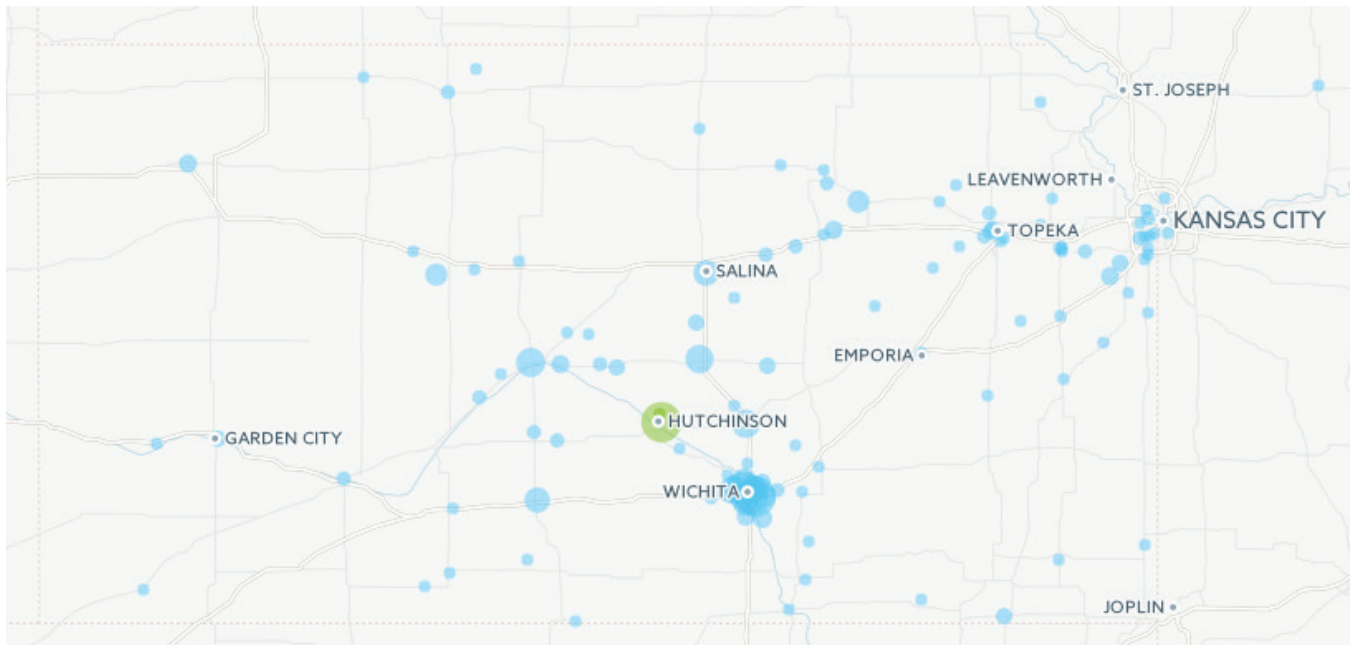 ST. JOSEPH
LEAVENWORTH
KANSAS CITY
TOPEKA
SALINA
EMPORIA
HUTCHINSON
GARDEN CITY
WICHITA
JOPLIN